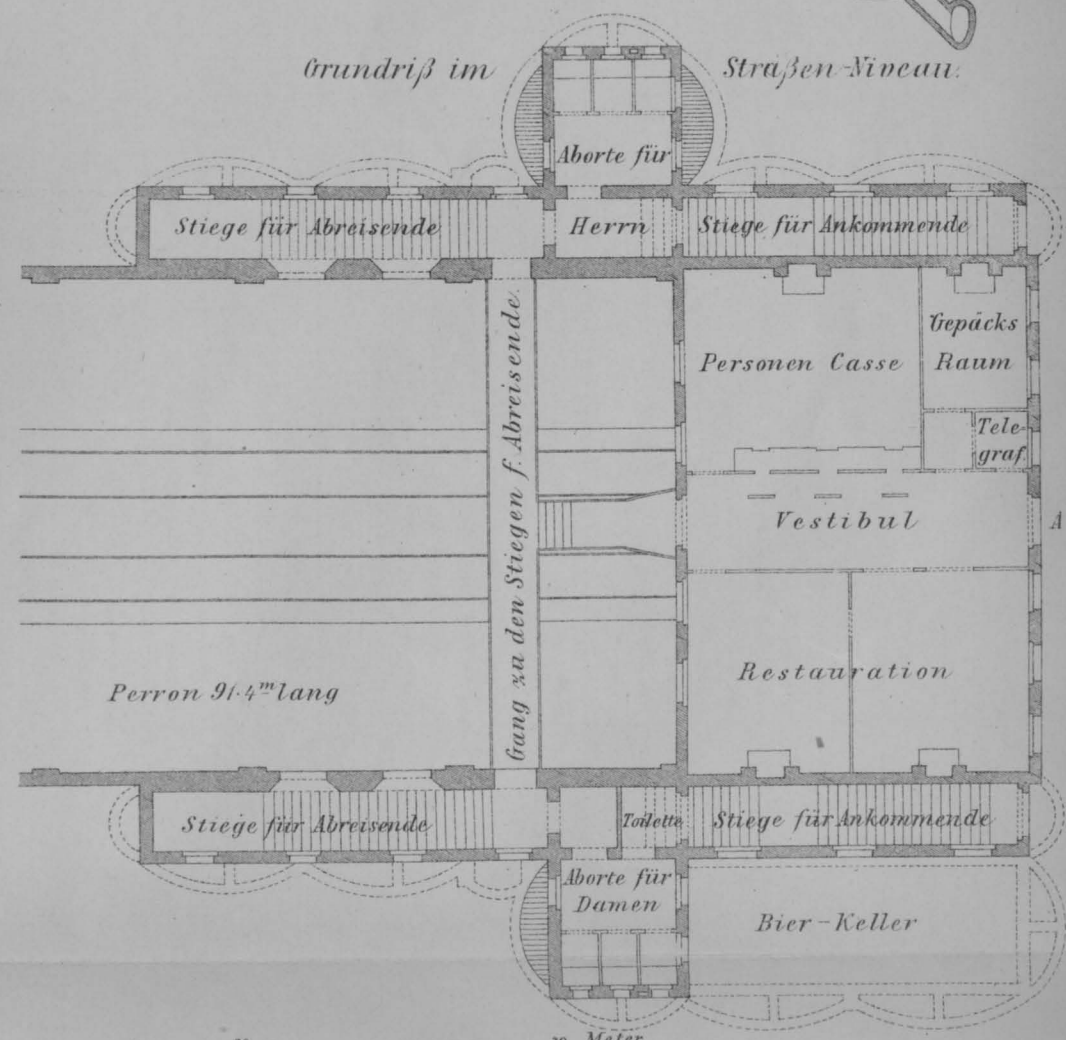 Grundriß im Straßen-Niveau.
Aborte für
Herrn
Stiege für Abreisende
Stiege für Ankommende
Gepäcks
Raum
Personen Casse
Tele-
graf.
Gang zu den Stiegen f. Abreisende.
Vestibul
A
Restauration
Perron 91·4m lang
Stiege für Abreisende
Toilette
Stiege für Ankommende
Aborte für
Damen
Bier-Keller
Meter